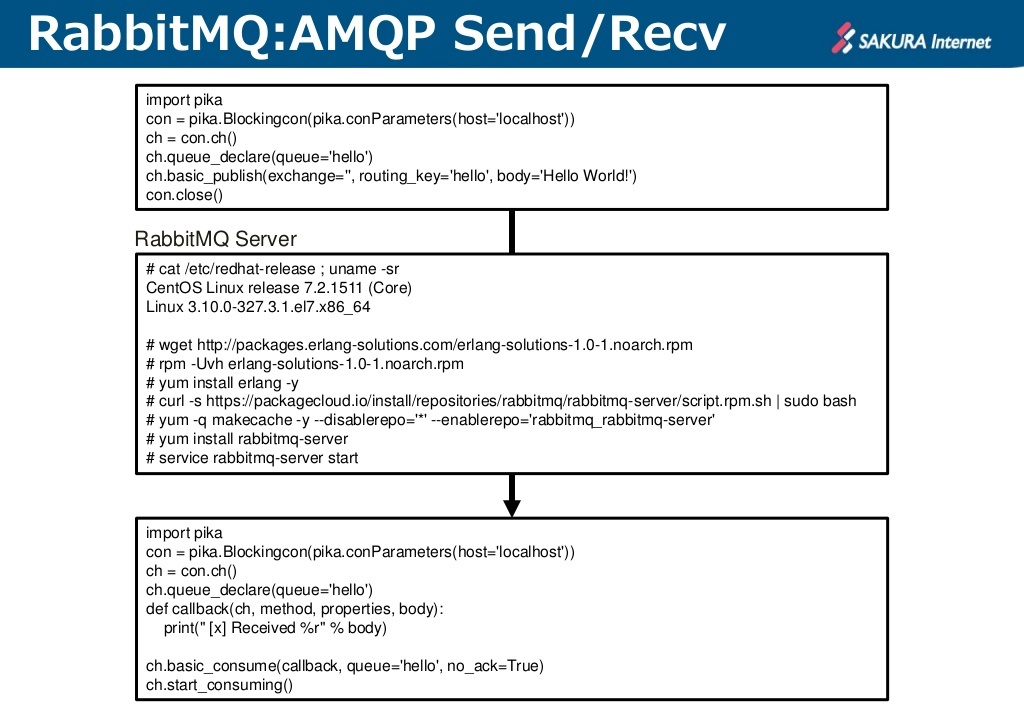 RabbitMQ:AMQP Send/Recv
SAKURA Internet
import pika
con = pika.Blockingcon(pika.conParameters(host='localhost'))
ch = con.ch()
ch.queue_declare(queue='hello')
ch.basic_publish(exchange='', routing_key='hello', body='Hello World!')
con.close()
RabbitMQ Server
# cat /etc/redhat-release ; uname -sr
CentOS Linux release 7.2.1511 (Core)
Linux 3.10.0-327.3.1.el7.x86_64
# wget http://packages.erlang-solutions.com/erlang-solutions-1.0-1.noarch.rpm
# rpm -Uvh erlang-solutions-1.0-1.noarch.rpm
# yum install erlang -y
# curl -s https://packagecloud.io/install/repositories/rabbitmq/rabbitmq-server/script.rpm.sh | sudo bash
# yum -q makecache -y --disablerepo='*' --enablerepo='rabbitmq_rabbitmq-server'
# yum install rabbitmq-server
# service rabbitmq-server start
import pika
con = pika.Blockingcon(pika.conParameters(host='localhost'))
ch = con.ch()
ch.queue_declare(queue='hello')
def callback(ch, method, properties, body):
    print(" [x] Received %r" % body)
ch.basic_consume(callback, queue='hello', no_ack=True)
ch.start_consuming()